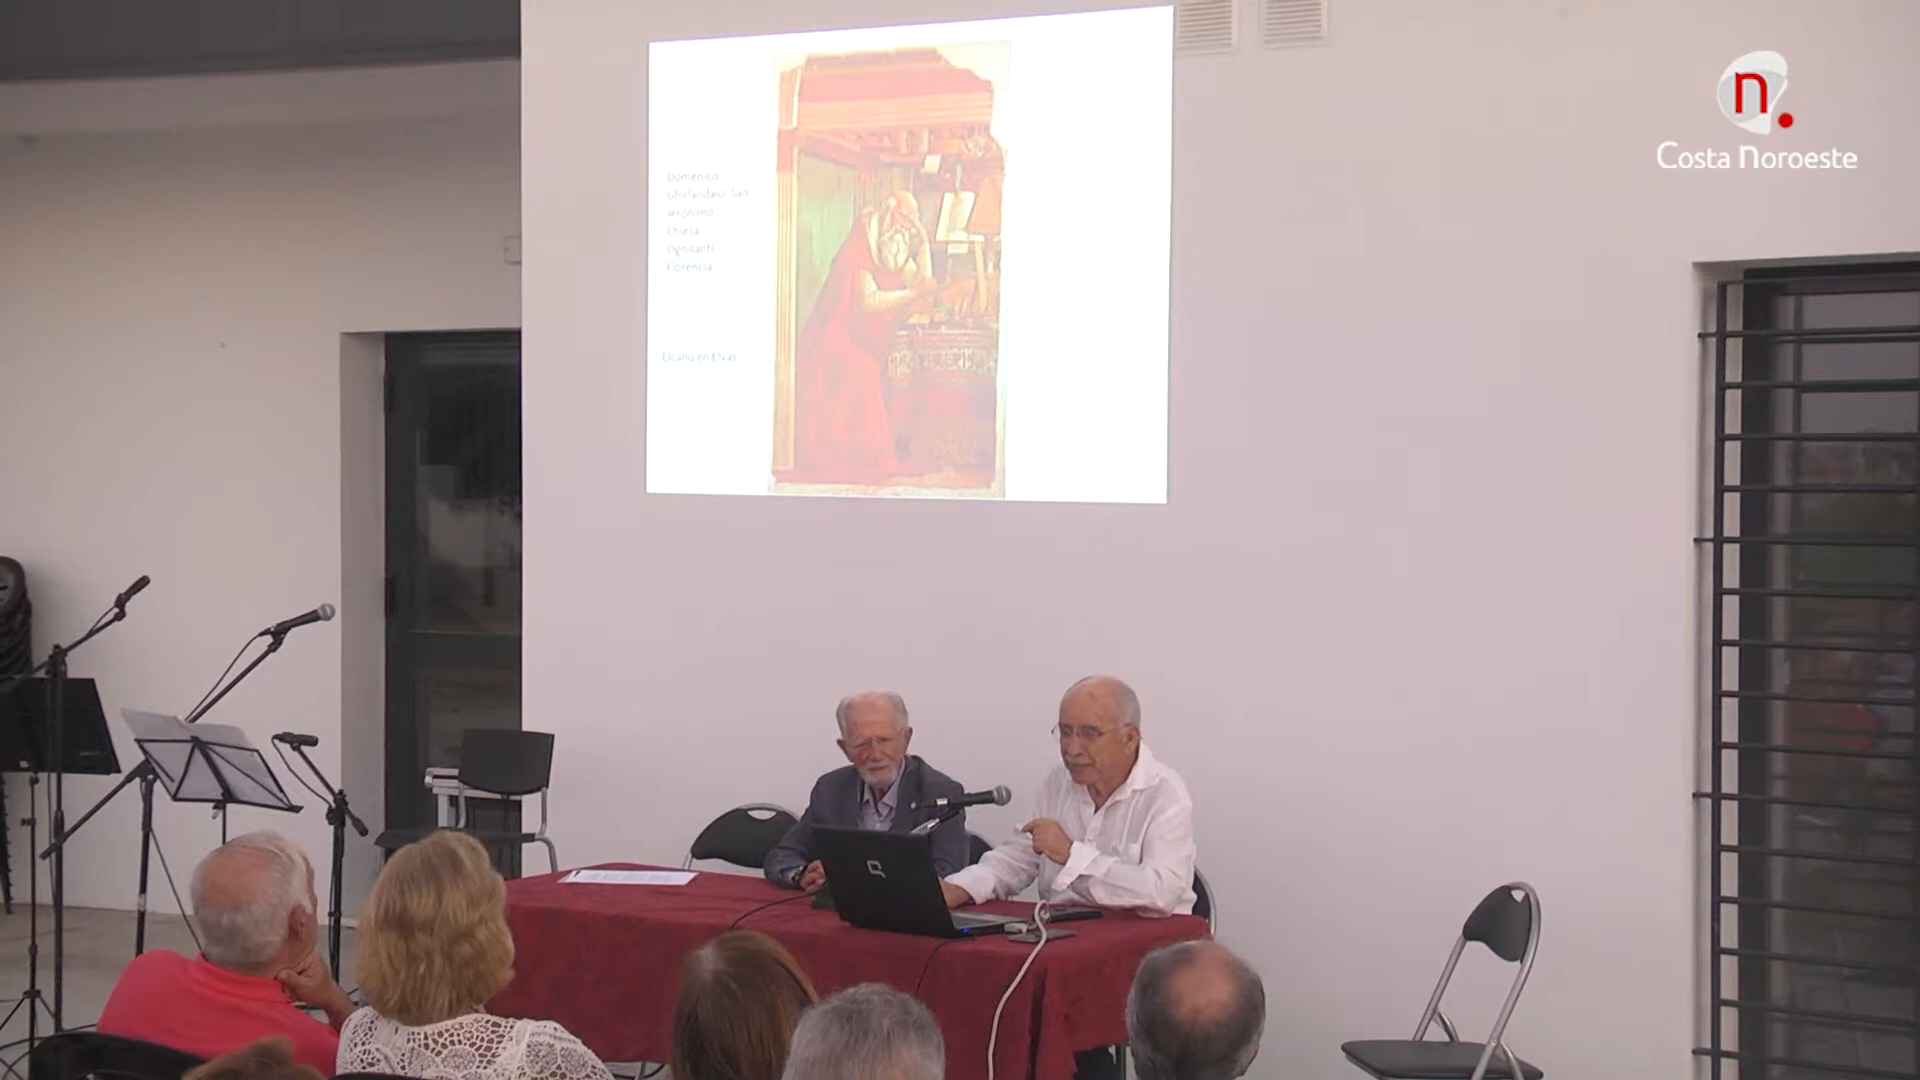 Domenico
Ghirlandaio. San
Jerónimo.
Chiesa
Ognisanti,
Florencia
Elcano en Elvas
n.
Costa Noroeste